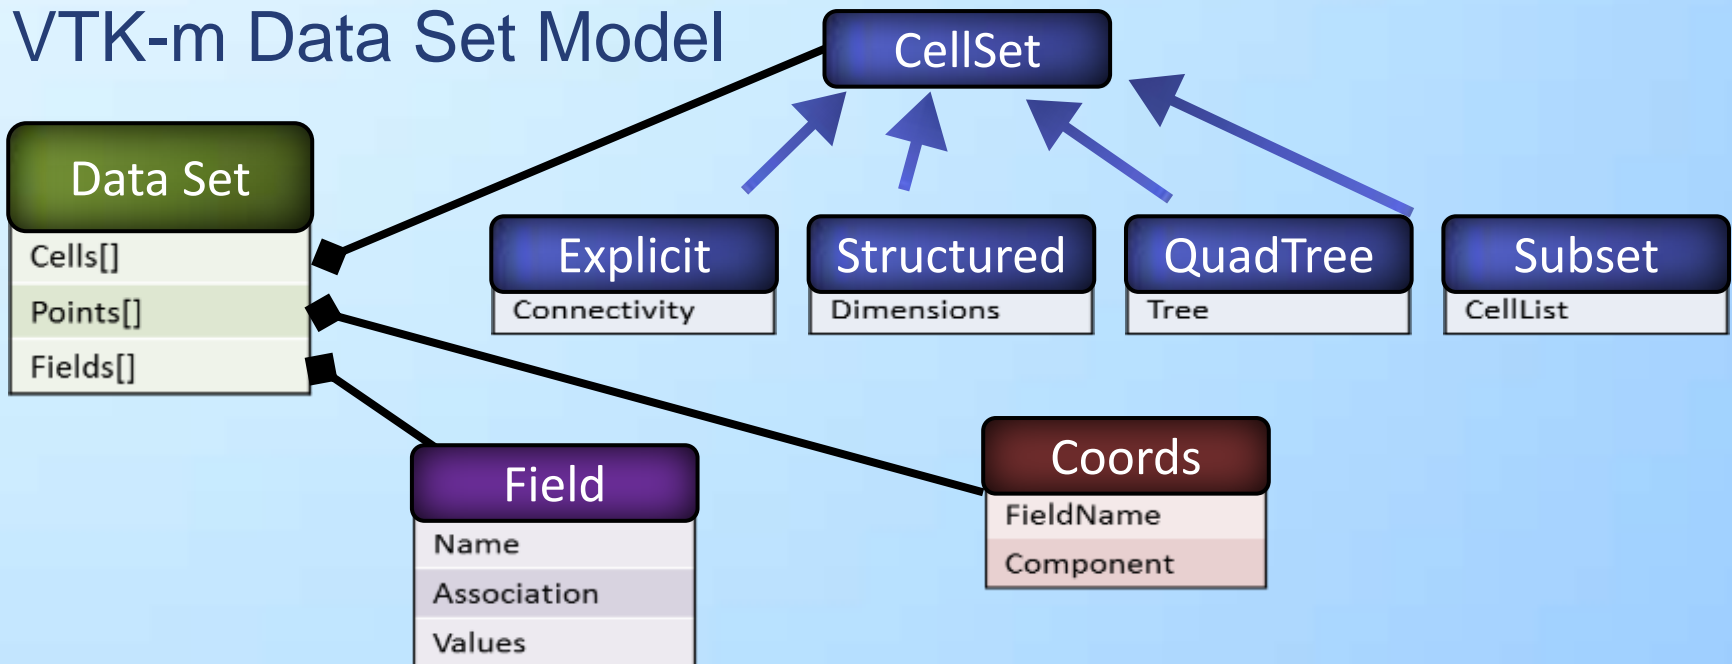 VTK-m Data Set Model
CellSet
Data Set
Cells[]
Points[]
Fields[]
Explicit
Connectivity
Structured
Dimensions
QuadTree
Tree
Subset
CellList
Field
Name
Association
Values
Coords
FieldName
Component